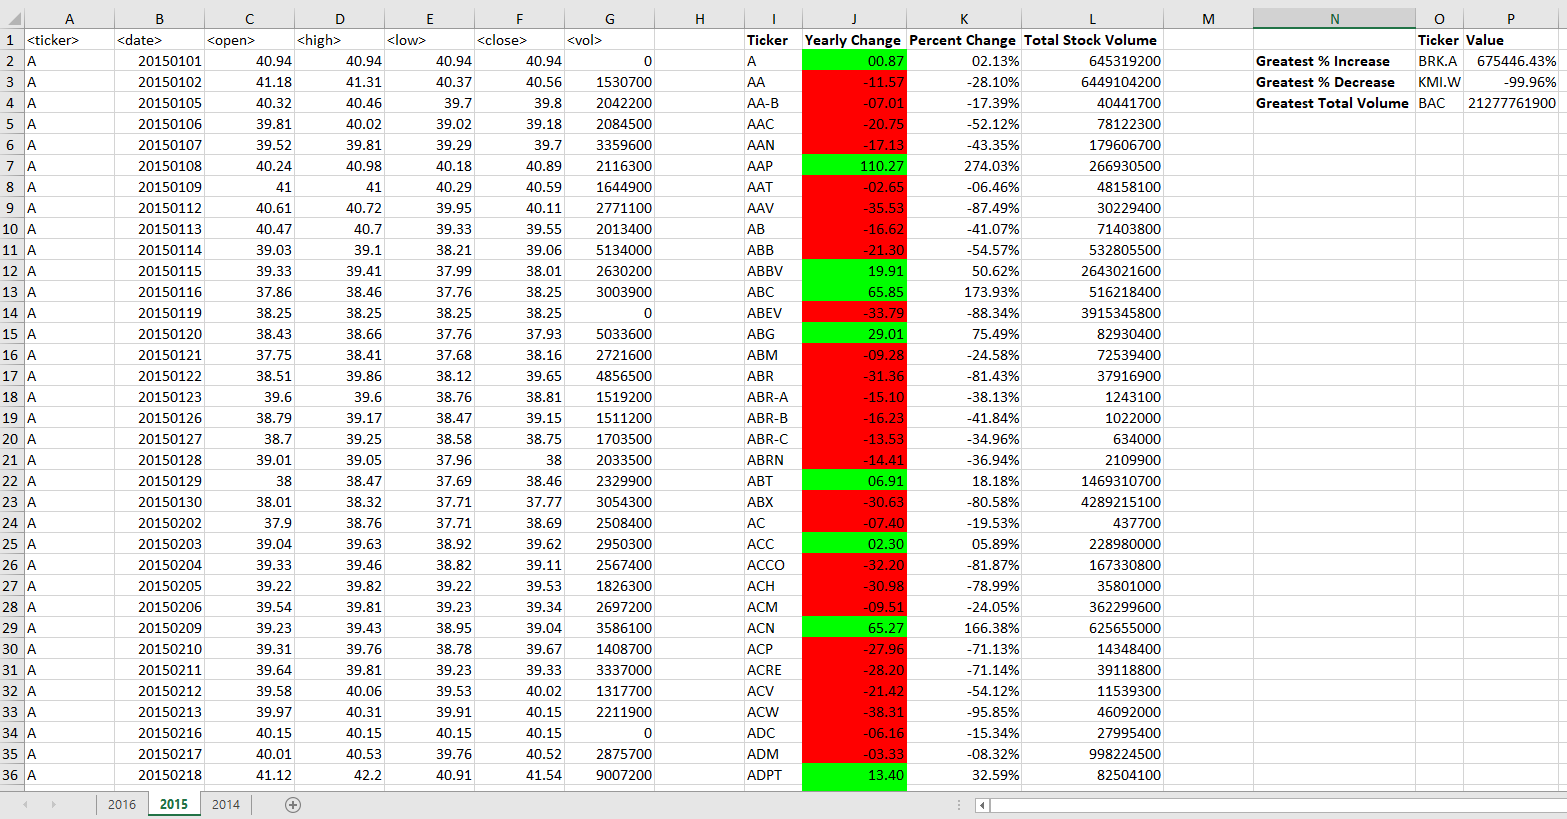 A B C D E F G H I J K L M N O P
1 <ticker> <date> <open> <high> <low> <close> <vol> Ticker Yearly Change Percent Change Total Stock Volume Ticker Value
2 A 20150101 40.94 40.94 40.94 40.94 0 A 00.87 02.13% 645319200 Greatest % Increase BRK.A 675446.43%
3 A 20150102 41.18 41.31 40.37 40.56 1530700 AA -11.57 -28.10% 6449104200 Greatest % Decrease KMI.W -99.96%
4 A 20150105 40.32 40.46 39.7 39.8 2042200 AA-B -07.01 -17.39% 40441700 Greatest Total Volume BAC 21277761900
5 A 20150106 39.81 40.02 39.02 39.18 2084500 AAC -20.75 -52.12% 78122300
6 A 20150107 39.52 39.81 39.29 39.7 3359600 AAN -17.13 -43.35% 179606700
7 A 20150108 40.24 40.98 40.18 40.89 2116300 AAP 110.27 274.03% 266930500
8 A 20150109 41 41 40.29 40.59 1644900 AAT -02.65 -06.46% 48158100
9 A 20150112 40.61 40.72 39.95 40.11 2771100 AAV -35.53 -87.49% 30229400
10 A 20150113 40.47 40.7 39.33 39.55 2013400 AB -16.62 -41.07% 71403800
11 A 20150114 39.03 39.1 38.21 39.06 5134000 ABB -21.30 -54.57% 532805500
12 A 20150115 39.33 39.41 37.99 38.01 2630200 ABBV 19.91 50.62% 2643021600
13 A 20150116 37.86 38.46 37.76 38.25 3003900 ABC 65.85 173.93% 516218400
14 A 20150119 38.25 38.25 38.25 38.25 0 ABEV -33.79 -88.34% 3915345800
15 A 20150120 38.43 38.66 37.76 37.93 5033600 ABG 29.01 75.49% 82930400
16 A 20150121 37.75 38.41 37.68 38.16 2721600 ABM -09.28 -24.58% 72539400
17 A 20150122 38.51 39.86 38.12 39.65 4856500 ABR -31.36 -81.43% 37916900
18 A 20150123 39.6 39.6 38.76 38.81 1519200 ABR-A -15.10 -38.13% 1243100
19 A 20150126 38.79 39.17 38.47 39.15 1511200 ABR-B -16.23 -41.84% 1022000
20 A 20150127 38.7 39.25 38.58 38.75 1703500 ABR-C -13.53 -34.96% 634000
21 A 20150128 39.01 39.05 37.96 38 2033500 ABRN -14.41 -36.94% 2109900
22 A 20150129 38 38.47 37.69 38.46 2329900 ABT 06.91 18.18% 1469310700
23 A 20150130 38.01 38.32 37.71 37.77 3054300 ABX -30.63 -80.58% 4289215100
24 A 20150202 37.9 38.76 37.71 38.69 2508400 AC -07.40 -19.53% 437700
25 A 20150203 39.04 39.63 38.92 39.62 2950300 ACC 02.30 05.89% 228980000
26 A 20150204 39.33 39.46 38.82 39.11 2567400 ACCO -32.20 -81.87% 167330800
27 A 20150205 39.22 39.82 39.22 39.53 1826300 ACH -30.98 -78.99% 35801000
28 A 20150206 39.54 39.81 39.23 39.34 2697200 ACM -09.51 -24.05% 362299600
29 A 20150209 39.23 39.43 38.95 39.04 3586100 ACN 65.27 166.38% 625655000
30 A 20150210 39.31 39.76 38.78 39.67 1408700 ACP -27.96 -71.13% 14348400
31 A 20150211 39.64 39.81 39.23 39.33 3337000 ACRE -28.20 -71.14% 39118800
32 A 20150212 39.58 40.06 39.53 40.02 1317700 ACV -21.42 -54.12% 11539300
33 A 20150213 39.97 40.31 39.91 40.15 2211900 ACW -38.31 -95.85% 46092000
34 A 20150216 40.15 40.15 40.15 40.15 0 ADC -06.16 -15.34% 27995400
35 A 20150217 40.01 40.53 39.76 40.52 2875700 ADM -03.33 -08.32% 998224500
36 A 20150218 41.12 42.2 40.91 41.54 9007200 ADPT 13.40 32.59% 82504100
2016 2015 2014